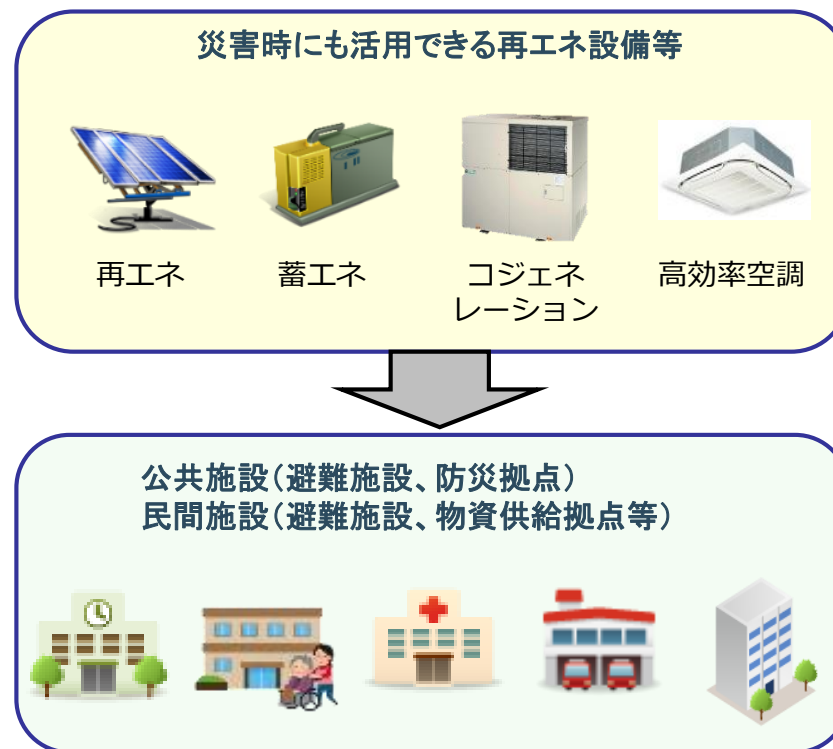 災害時にも活用できる再エネ設備等
再エネ
蓄エネ
コジェネ
レーション
高効率空調
公共施設（避難施設、防災拠点）
民間施設（避難施設、物資供給拠点等）